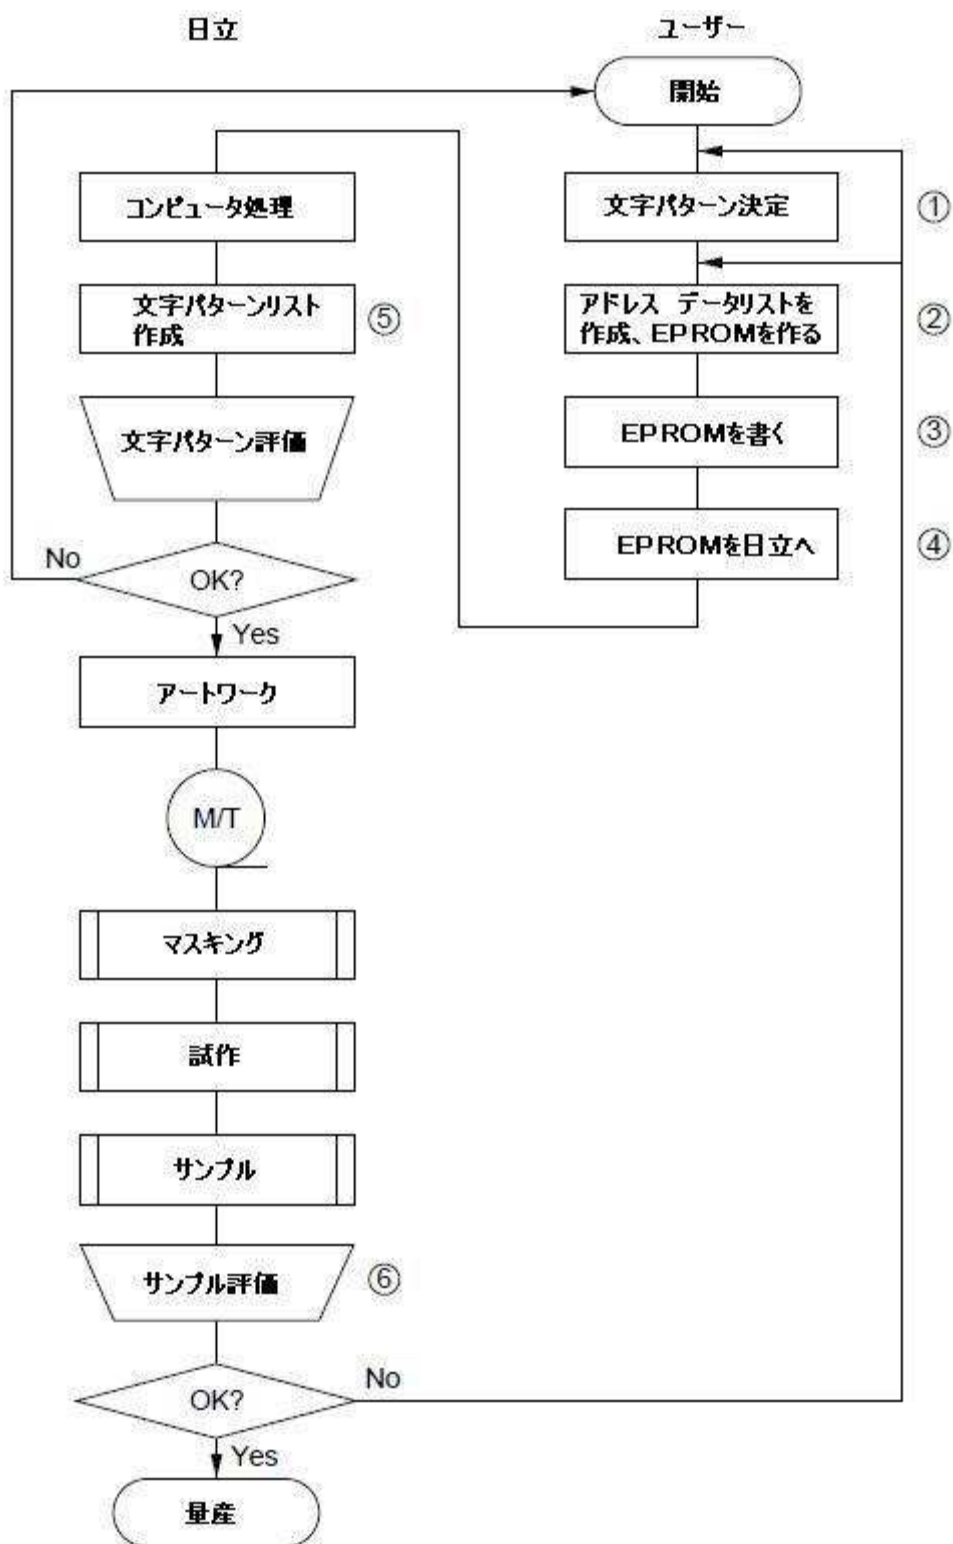 日立
ユーザー
開始
文字パターン決定
①
アドレス データリストを
作成、EPROMを作る
②
EPROMを書く
③
EPROMを日立へ
④
コンピュータ処理
文字パターンリスト
作成
⑤
文字パターン評価
OK?
No
Yes
アートワーク
M/T
マスキング
試作
サンプル
サンプル評価
⑥
OK?
No
Yes
量産